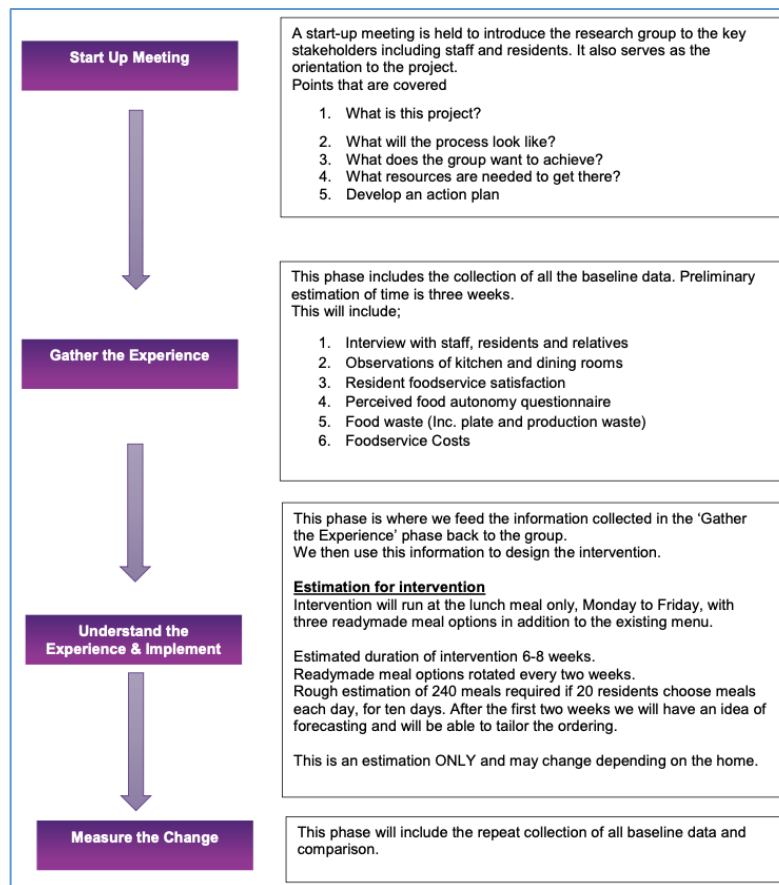 Start Up Meeting
A start-up meeting is held to introduce the research group to the key
stakeholders including staff and residents. It also serves as the
orientation to the project.
Points that are covered
1. What is this project?
2. What will the process look like?
3. What does the group want to achieve?
4. What resources are needed to get there?
5. Develop an action plan
Gather the Experience
This phase includes the collection of all the baseline data. Preliminary
estimation of time is three weeks.
This will include;
1. Interview with staff, residents and relatives
2. Observations of kitchen and dining rooms
3. Resident foodservice satisfaction
4. Perceived food autonomy questionnaire
5. Food waste (Inc. plate and production waste)
6. Foodservice Costs
Understand the
Experience & Implement
This phase is where we feed the information collected in the ‘Gather
the Experience’ phase back to the group.
We then use this information to design the intervention.
Estimation for intervention
Intervention will run at the lunch meal only, Monday to Friday, with
three readymade meal options in addition to the existing menu.
Estimated duration of intervention 6-8 weeks.
Readymade meal options rotated every two weeks.
Rough estimation of 240 meals required if 20 residents choose meals
each day, for ten days. After the first two weeks we will have an idea of
forecasting and will be able to tailor the ordering.
This is an estimation ONLY and may change depending on the home.
Measure the Change
This phase will include the repeat collection of all baseline data and
comparison.